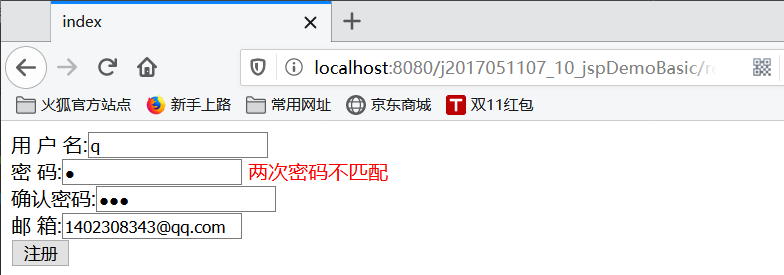 index
localhost:8080/j2017051107_10_jspDemoBasic/re
火狐官方站点 新手上路 常用网址 京东商城 T 双11红包
用 户 名:q
密 码:● 两次密码不匹配
确认密码:●●●
邮 箱:1402308343@qq.com
注册